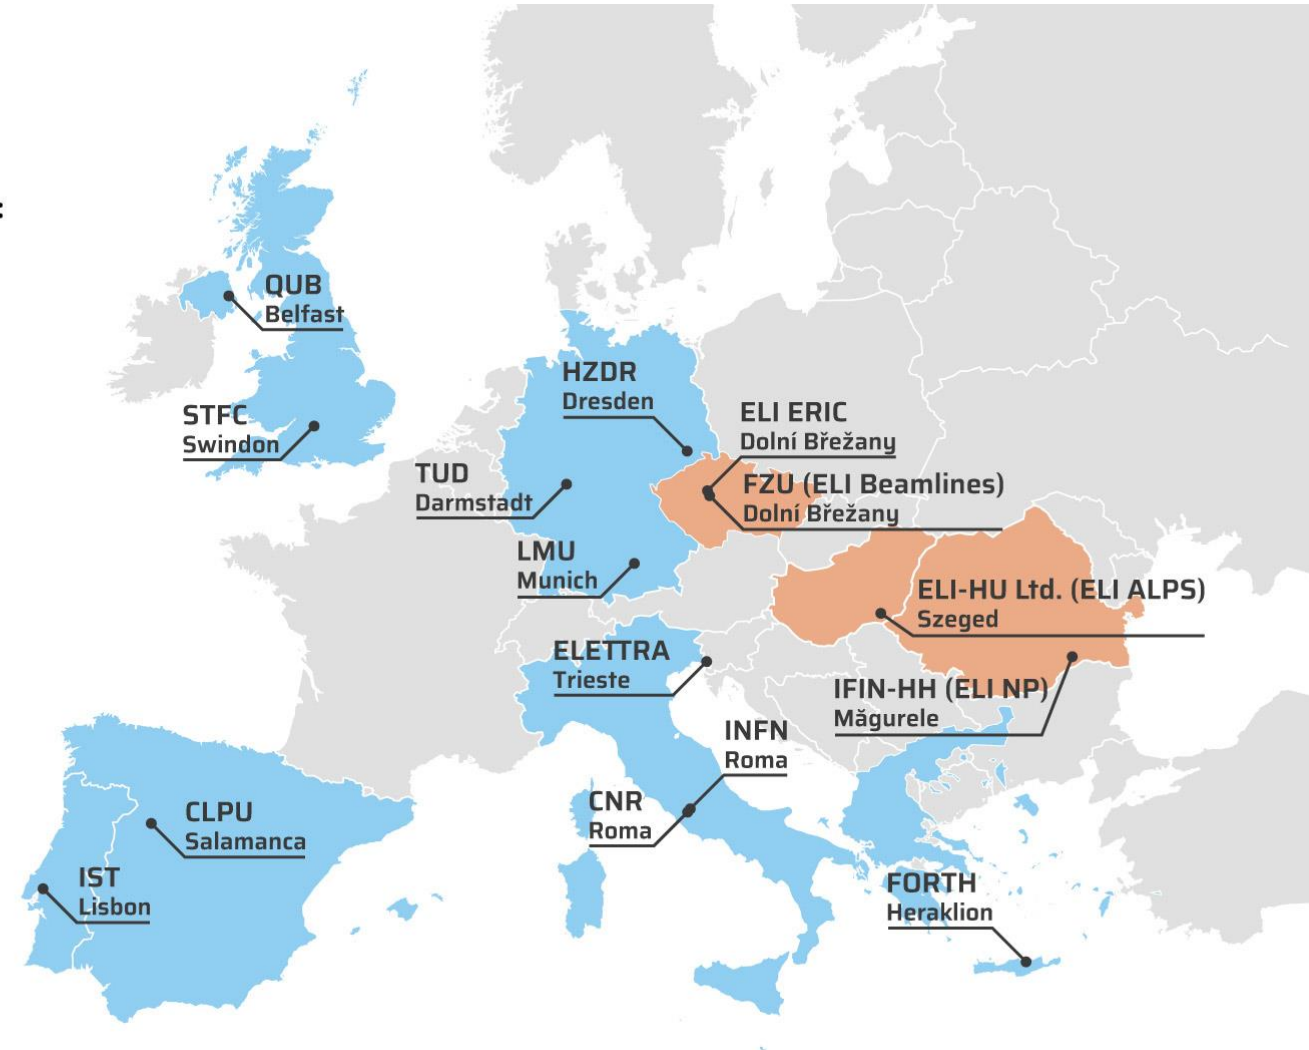 :
QUB
Belfast
STFC
Swindon
HZDR
Dresden
TUD
Darmstadt
LMU
Munich
ELI ERIC
Dolní Břežany
FZU (ELI Beamlines)
Dolní Břežany
ELI-HU Ltd. (ELI ALPS)
Szeged
ELETTRA
Trieste
IFIN-HH (ELI NP)
Măgurele
INFN
Roma
CNR
Roma
CLPU
Salamanca
IST
Lisbon
FORTH
Heraklion